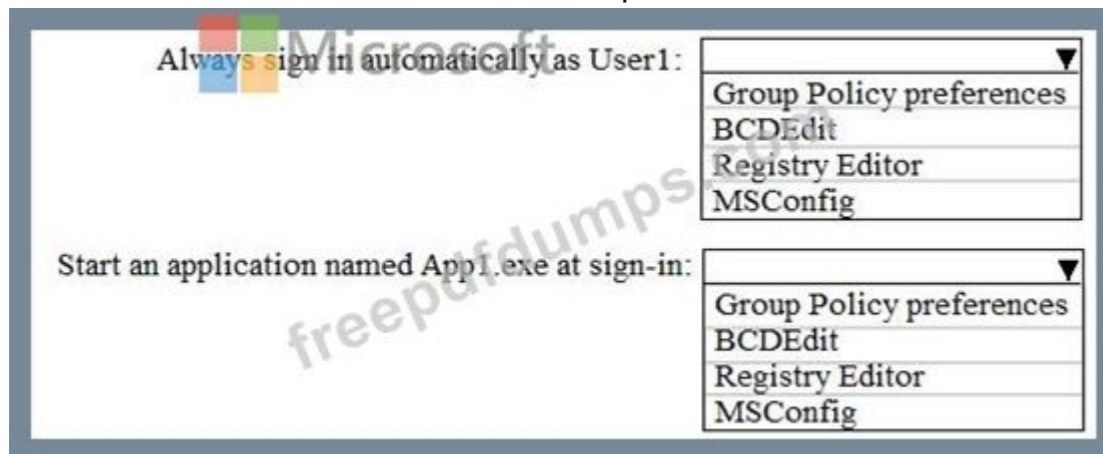 Microsoft
Always sign in automatically as User1:
Group Policy preferences
BCDEdit
Registry Editor
MSConfig
Start an application named App1.exe at sign-in:
Group Policy preferences
BCDEdit
Registry Editor
MSConfig
freepdfdumps.com